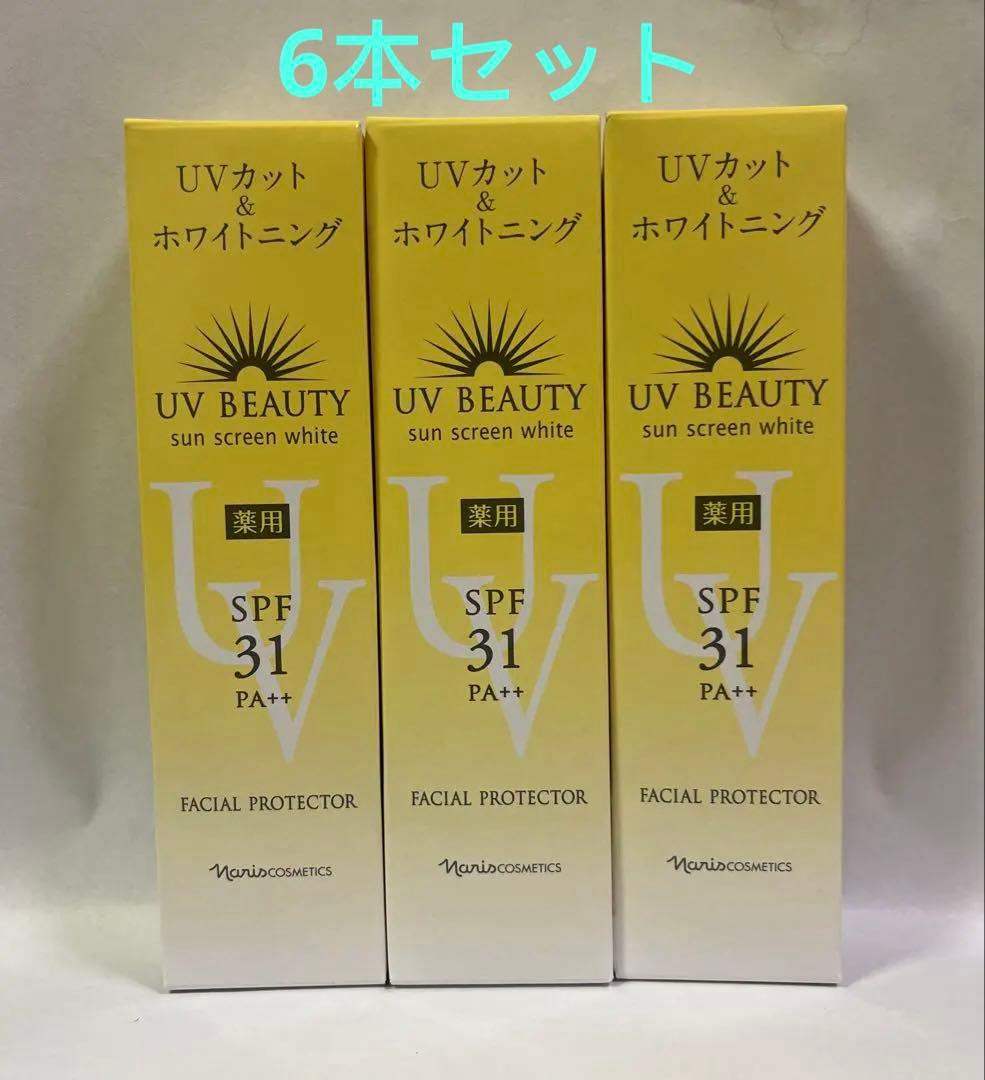 6本セット
UVカット
&
ホワイトニング
UV BEAUTY
sun screen white
UV
薬用
SPF
31
PA++
FACIAL PROTECTOR
naris COSMETICS
UVカット
&
ホワイトニング
UV BEAUTY
sun screen white
UV
薬用
SPF
31
PA++
FACIAL PROTECTOR
naris COSMETICS
UVカット
&
ホワイトニング
UV BEAUTY
sun screen white
UV
薬用
SPF
31
PA++
FACIAL PROTECTOR
naris COSMETICS